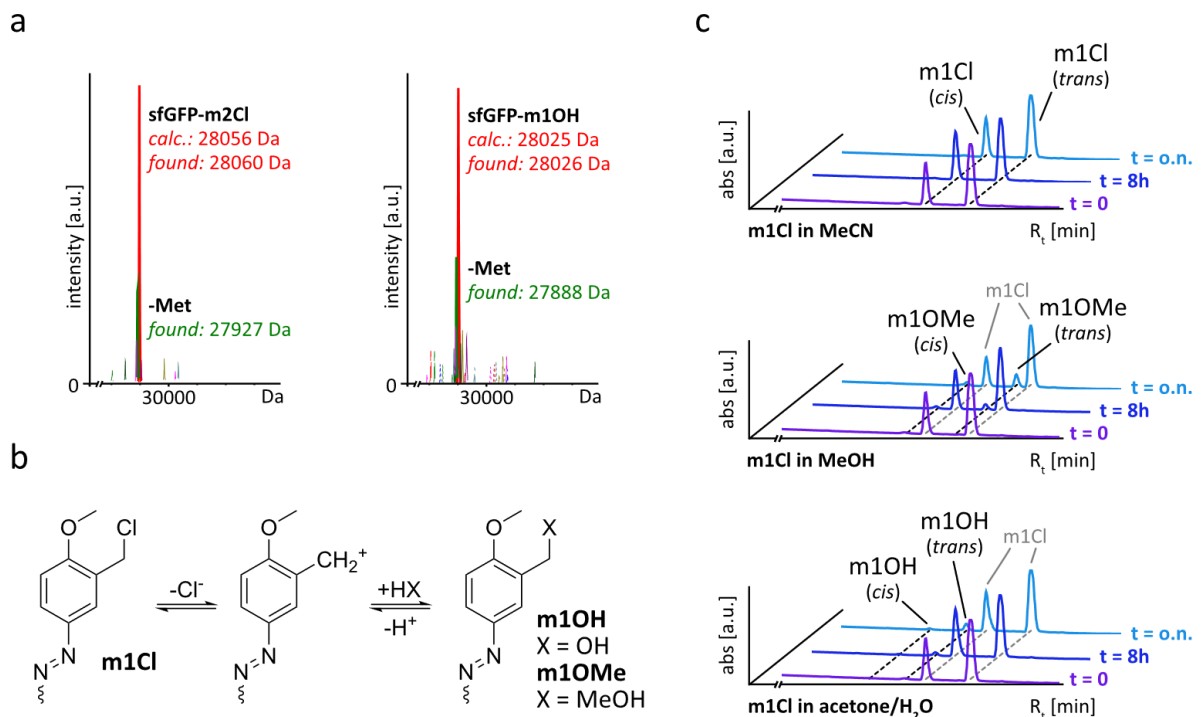 a
sfGFP-m2Cl
calc.: 28056 Da
found: 28060 Da
-Met
found: 27927 Da
intensity [a.u.]
0
30000
Da
sfGFP-m1OH
calc.: 28025 Da
found: 28026 Da
-Met
found: 27888 Da
intensity [a.u.]
0
30000
Da
b
O
Cl
N
N
m1Cl
-Cl⁻
O
CH₂⁺
N
N
+HX
-H⁺
O
X
N
N
m1OH
X = OH
m1OMe
X = MeOH
c
m1Cl
(cis)
m1Cl
(trans)
abs [a.u.]
t = o.n.
t = 8h
t = 0
m1Cl in MeCN
Rₜ [min]
m1OMe
(cis)
m1Cl
m1OMe
(trans)
abs [a.u.]
t = o.n.
t = 8h
t = 0
m1Cl in MeOH
Rₜ [min]
m1OH
(cis)
m1OH
(trans)
m1Cl
abs [a.u.]
t = o.n.
t = 8h
t = 0
m1Cl in acetone/H₂O
Rₜ [min]